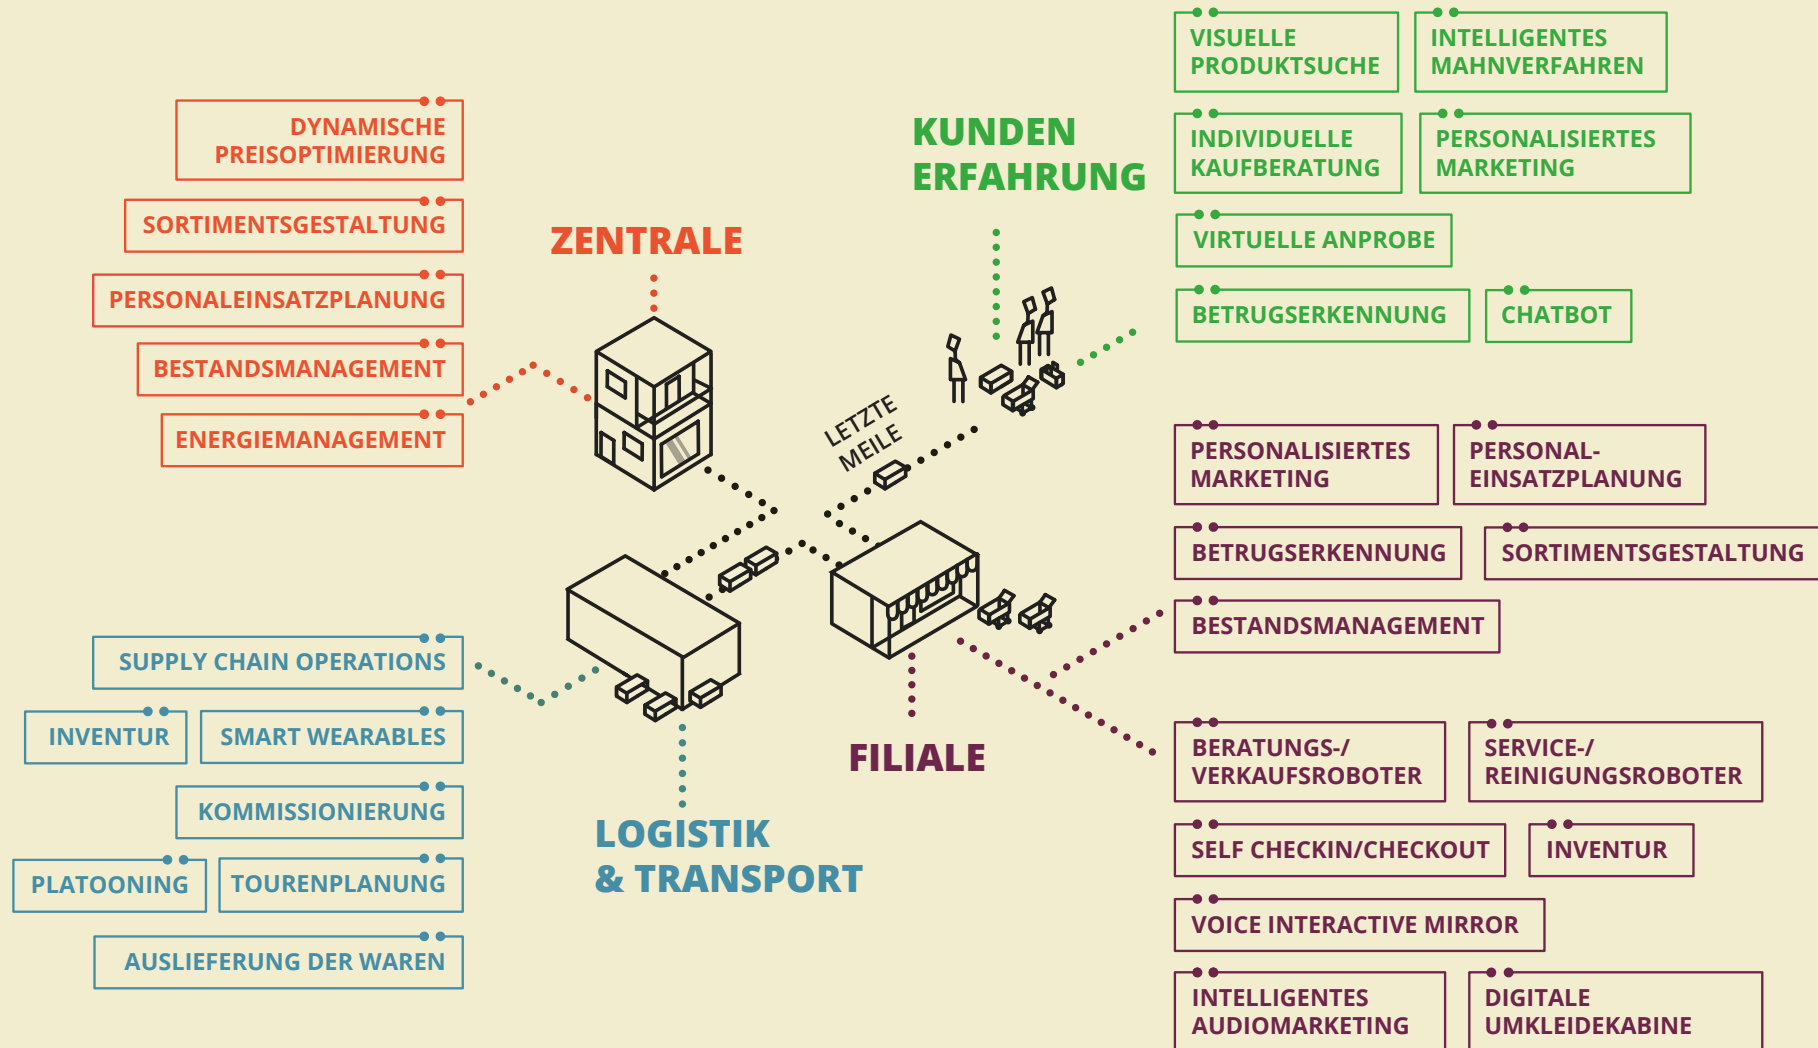 ZENTRALE
DYNAMISCHE
PREISOPTIMIERUNG
SORTIMENTSGESTALTUNG
PERSONALEINSATZPLANUNG
BESTANDSMANAGEMENT
ENERGIEMANAGEMENT
KUNDEN
ERFAHRUNG
VISUELLE
PRODUKTSUCHE
INTELLIGENTES
MAHNVERFAHREN
INDIVIDUELLE
KAUFBERATUNG
PERSONALISIERTES
MARKETING
VIRTUELLE ANPROBE
BETRUGSERKENNUNG
CHATBOT
LETZTE
MEILE
LOGISTIK
& TRANSPORT
SUPPLY CHAIN OPERATIONS
INVENTUR
SMART WEARABLES
KOMMISSIONIERUNG
PLATOONING
TOURENPLANUNG
AUSLIEFERUNG DER WAREN
FILIALE
PERSONALISIERTES
MARKETING
PERSONAL-
EINSATZPLANUNG
BETRUGSERKENNUNG
SORTIMENTSGESTALTUNG
BESTANDSMANAGEMENT
BERATUNGS-/
VERKAUFSROBOTER
SERVICE-/
REINIGUNGSROBOTER
SELF CHECKIN/CHECKOUT
INVENTUR
VOICE INTERACTIVE MIRROR
INTELLIGENTES
AUDIOMARKETING
DIGITALE
UMKLEIDEKABINE